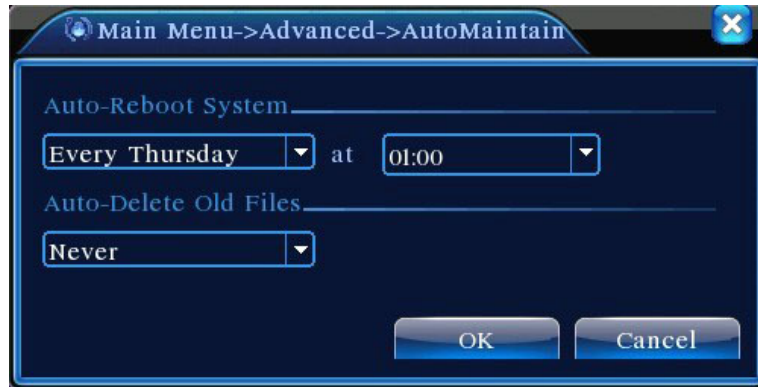 Main Menu->Advanced->AutoMaintain
Auto-Reboot System
Every Thursday at 01:00
Auto-Delete Old Files
Never
OK Cancel